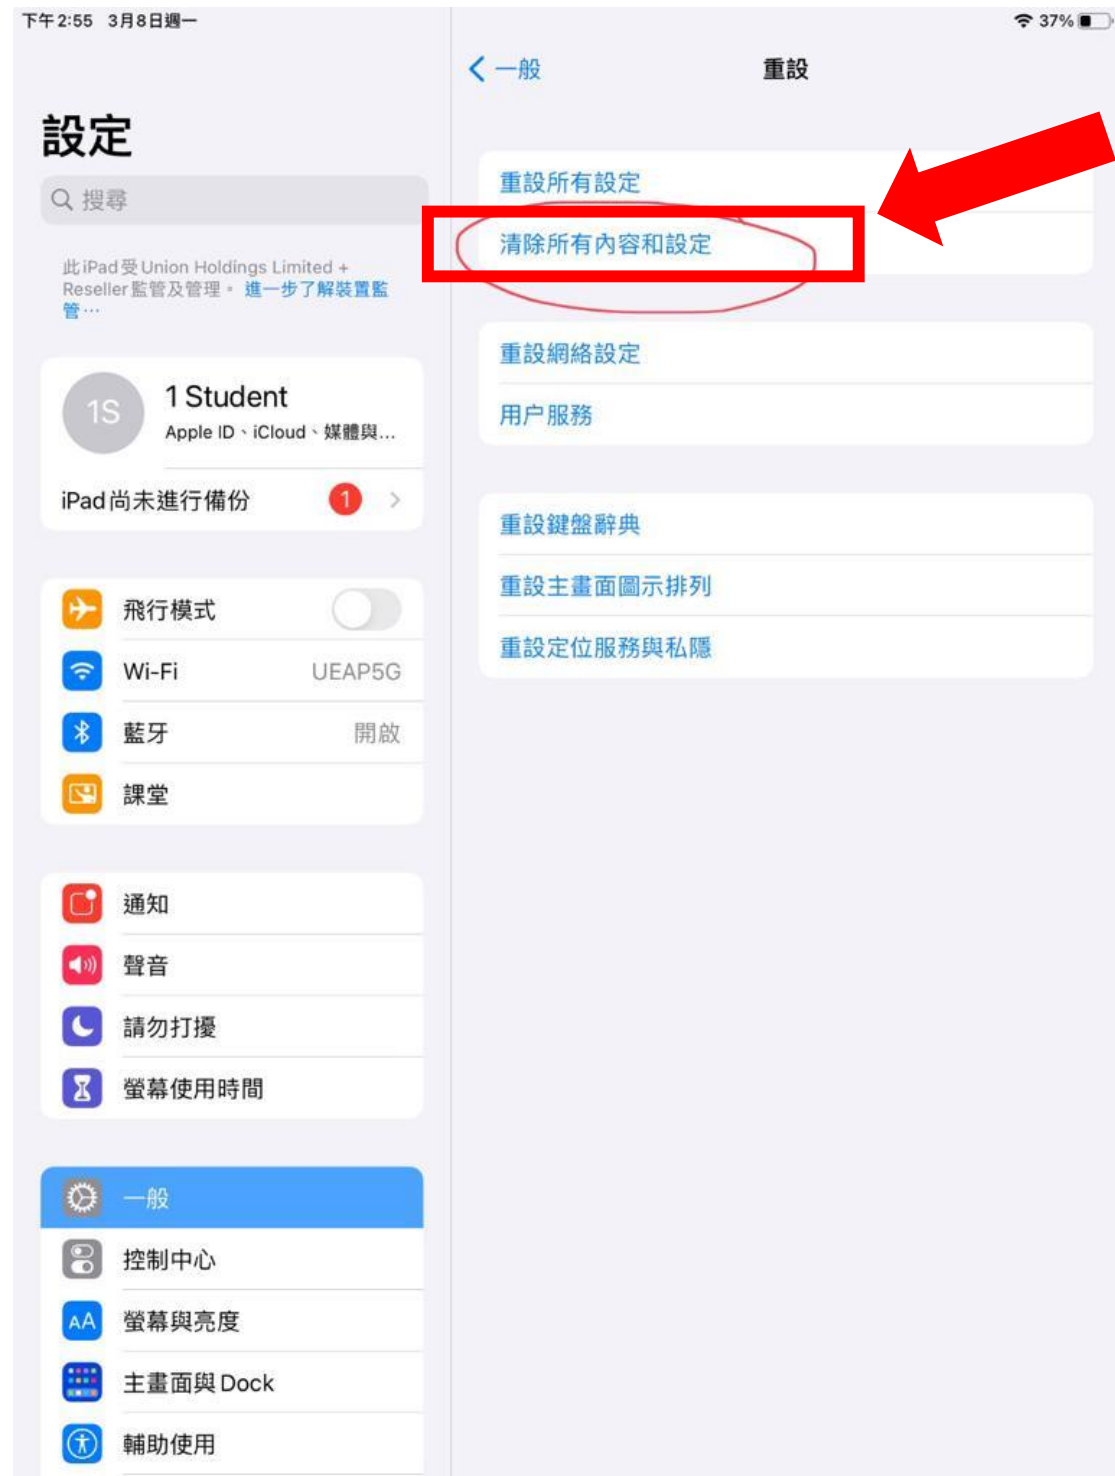 下午2:55 3月8日週一
37%
設定
搜尋
此iPad受Union Holdings Limited +
Reseller監管及管理。進一步了解裝置監
管…
1S
1 Student
Apple ID、iCloud、媒體與...
iPad尚未進行備份
1
飛行模式
Wi-Fi
UEAP5G
藍牙
開啟
課堂
通知
聲音
請勿打擾
螢幕使用時間
一般
控制中心
AA
螢幕與亮度
主畫面與Dock
輔助使用
一般
重設
重設所有設定
清除所有內容和設定
重設網絡設定
用户服務
重設鍵盤辭典
重設主畫面圖示排列
重設定位服務與私隱